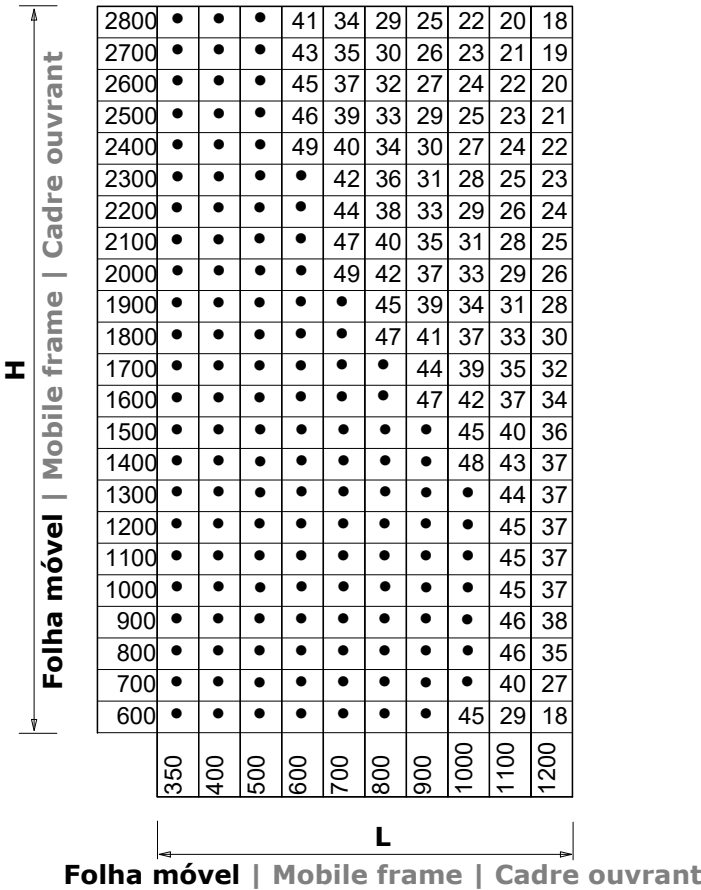 2800 • • • 41 34 29 25 22 20 18
2700 • • • 43 35 30 26 23 21 19
2600 • • • 45 37 32 27 24 22 20
2500 • • • 46 39 33 29 25 23 21
2400 • • • 49 40 34 30 27 24 22
2300 • • • • 42 36 31 28 25 23
2200 • • • • 44 38 33 29 26 24
2100 • • • • 47 40 35 31 28 25
2000 • • • • 49 42 37 33 29 26
1900 • • • • • 45 39 34 31 28
1800 • • • • • 47 41 37 33 30
1700 • • • • • • 44 39 35 32
1600 • • • • • • 47 42 37 34
1500 • • • • • • • 45 40 36
1400 • • • • • • • 48 43 37
1300 • • • • • • • • 44 37
1200 • • • • • • • • 45 37
1100 • • • • • • • • 45 37
1000 • • • • • • • • 45 37
900 • • • • • • • • 46 38
800 • • • • • • • • 46 35
700 • • • • • • • • 40 27
600 • • • • • • • 45 29 18
350 400 500 600 700 800 900 1000 1100 1200
H
Folha móvel | Mobile frame | Cadre ouvrant
L
Folha móvel | Mobile frame | Cadre ouvrant